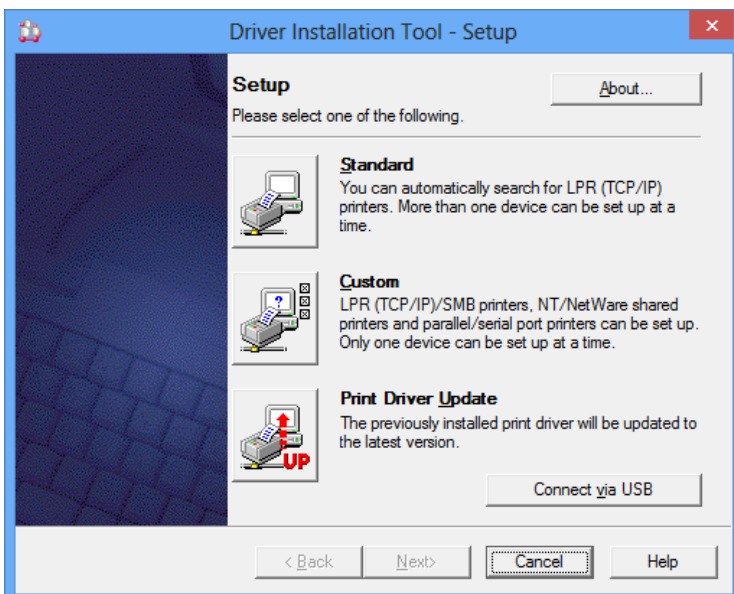 Driver Installation Tool - Setup
Setup
About...
Please select one of the following.
Standard
You can automatically search for LPR (TCP/IP)
printers. More than one device can be set up at a
time.
Custom
LPR (TCP/IP)/SMB printers, NT/NetWare shared
printers and parallel/serial port printers can be set up.
Only one device can be set up at a time.
Print Driver Update
The previously installed print driver will be updated to
the latest version.
UP
Connect via USB
< Back
Next>
Cancel
Help